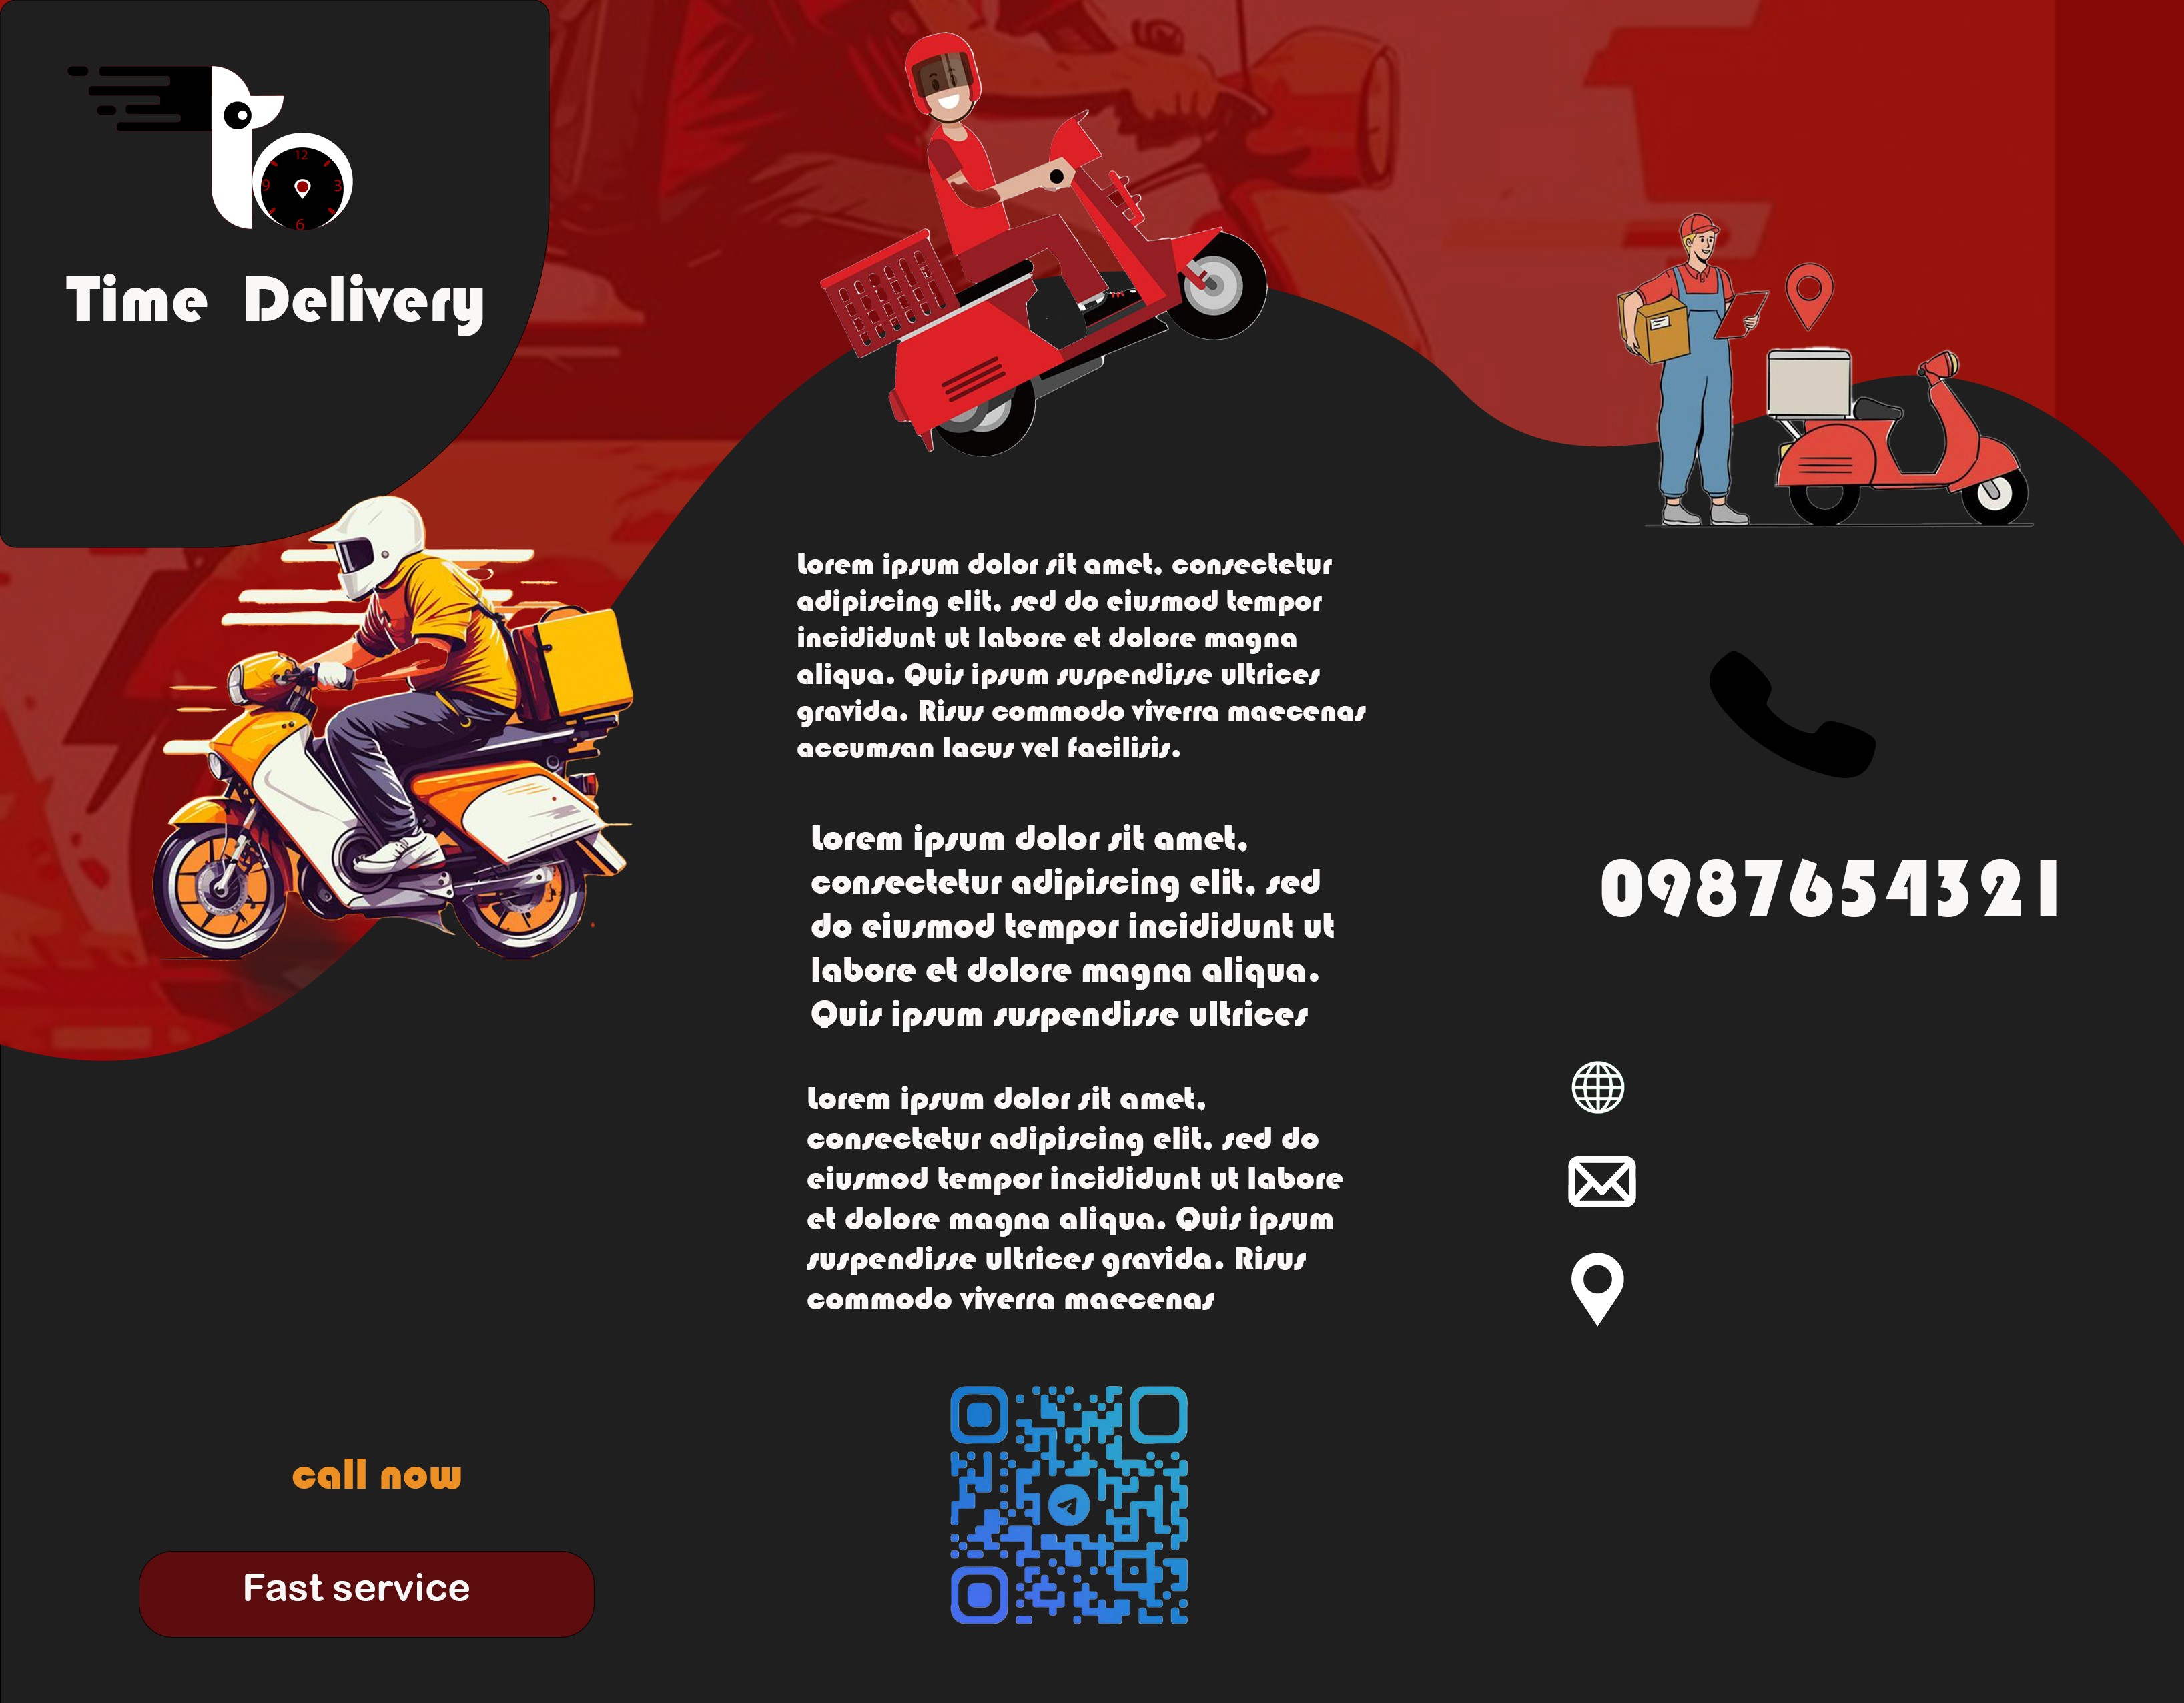 12
9 3
6
Time Delivery
Lorem ipsum dolor sit amet, consectetur
adipiscing elit, sed do eiusmod tempor
incididunt ut labore et dolore magna
aliqua. Quis ipsum suspendisse ultrices
gravida. Risus commodo viverra maecenas
accumsan lacus vel facilisis.
Lorem ipsum dolor sit amet,
consectetur adipiscing elit, sed
do eiusmod tempor incididunt ut
labore et dolore magna aliqua.
Quis ipsum suspendisse ultrices
Lorem ipsum dolor sit amet,
consectetur adipiscing elit, sed do
eiusmod tempor incididunt ut labore
et dolore magna aliqua. Quis ipsum
suspendisse ultrices gravida. Risus
commodo viverra maecenas
0987654321
call now
Fast service